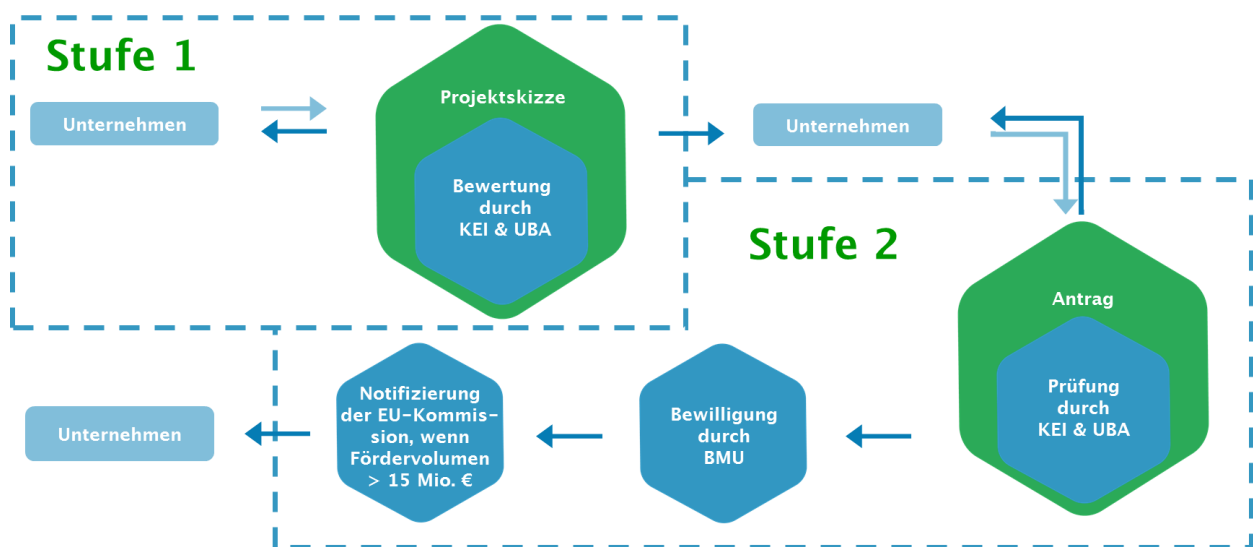 Stufe 1
Unternehmen
Projektskizze
Bewertung
durch
KEI & UBA
Unternehmen
Stufe 2
Antrag
Prüfung
durch
KEI & UBA
Bewilligung
durch
BMU
Notifizierung
der EU-Kommis-
sion, wenn
Fördervolumen
> 15 Mio. €
Unternehmen